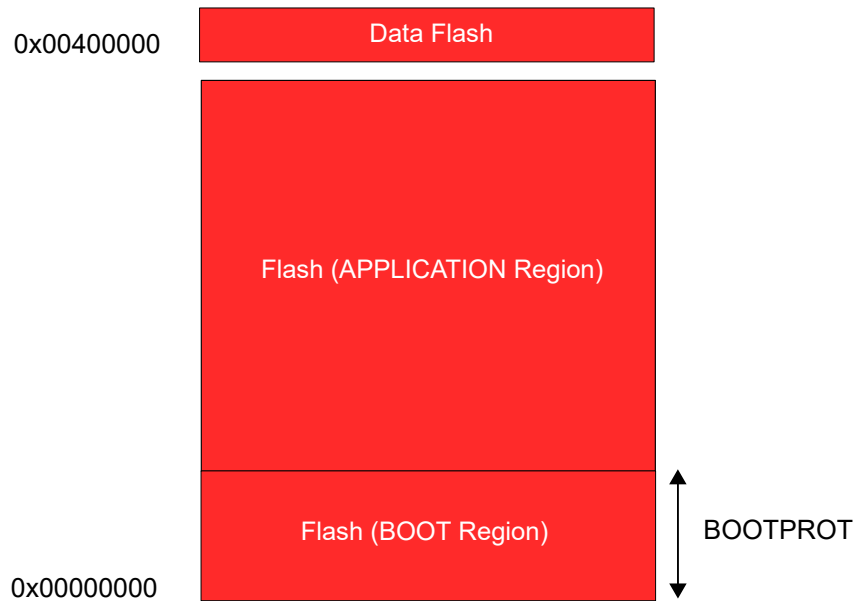 0x00400000
Data Flash
Flash (APPLICATION Region)
Flash (BOOT Region)
BOOTPROT
0x00000000